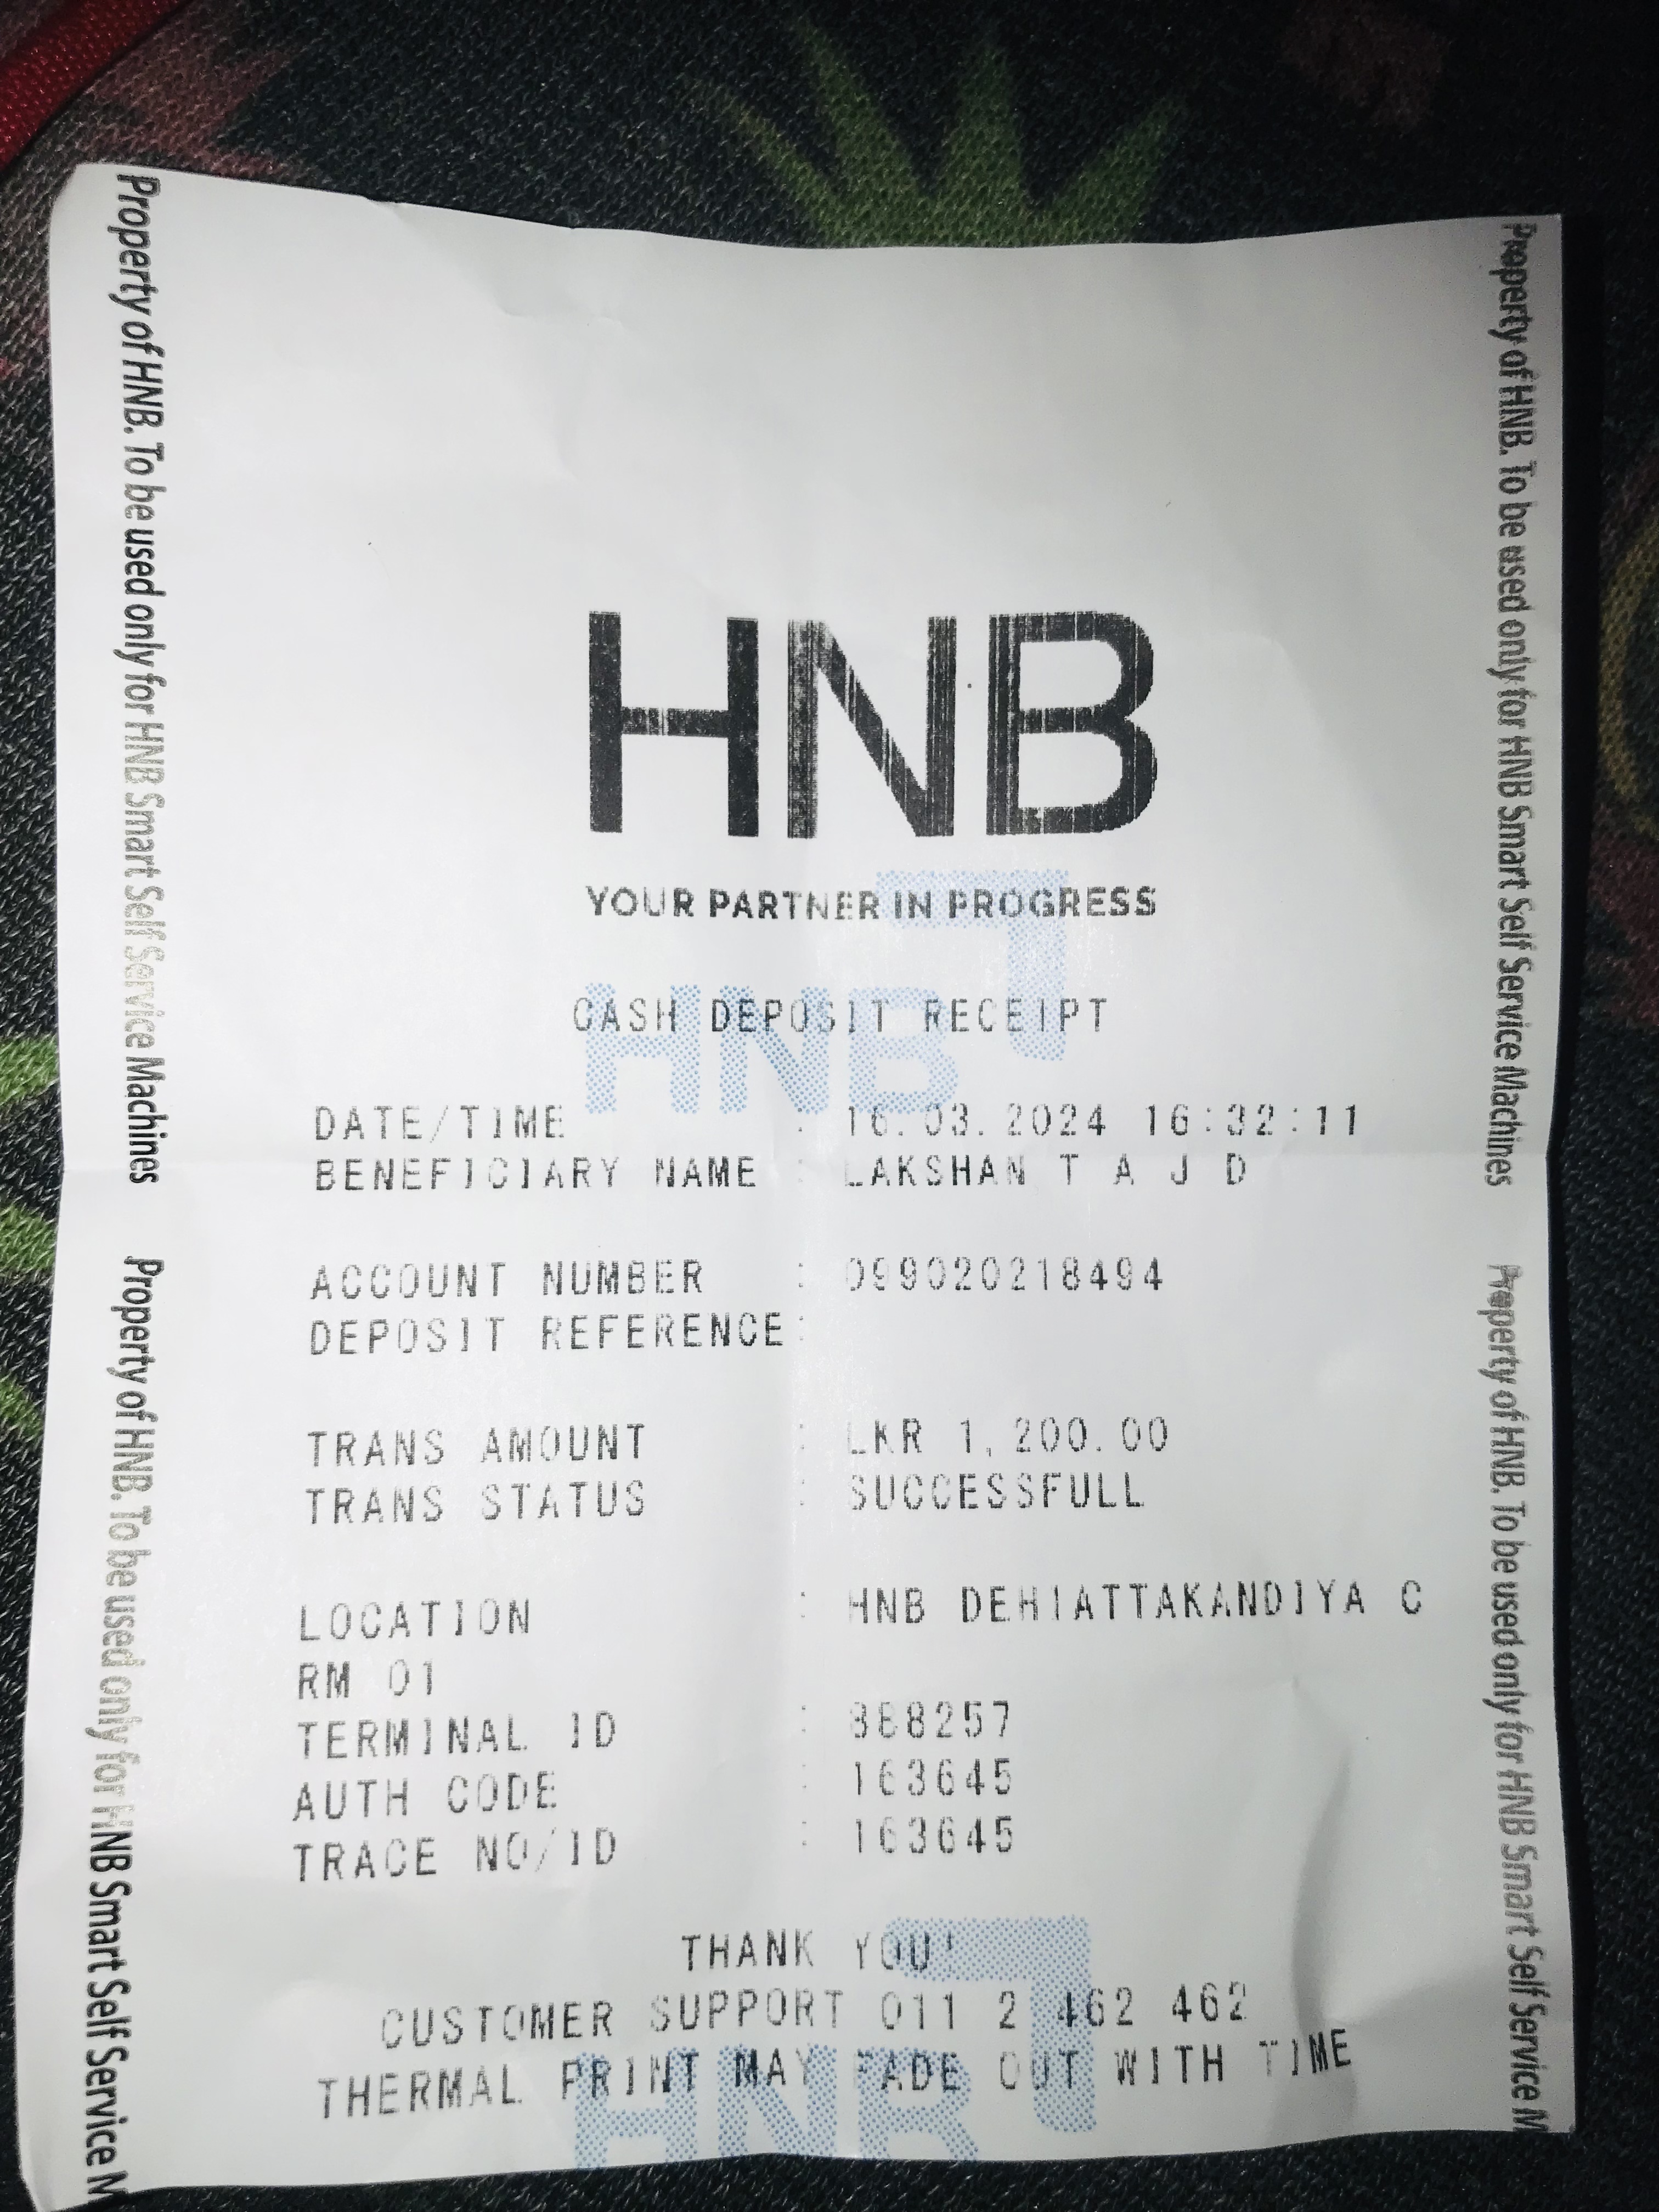 HNB
YOUR PARTNER IN PROGRESS
CASH DEPOSIT RECEIPT
DATE/TIME : 16.03.2024 16:32:11
BENEFICIARY NAME : LAKSHAN T A J D
ACCOUNT NUMBER : 099020218494
DEPOSIT REFERENCE:
TRANS AMOUNT : LKR 1,200.00
TRANS STATUS : SUCCESSFULL
LOCATION : HNB DEHIATTAKANDIYA C
RM 01
TERMINAL ID : 888257
AUTH CODE : 163645
TRACE NO/ID : 163645
THANK YOU!
CUSTOMER SUPPORT 011 2 462 462
THERMAL PRINT MAY FADE OUT WITH TIME
HNB
HNB
Property of HNB. To be used only for HNB Smart Self Service Machines
Property of HNB. To be used only for HNB Smart Self Service M
Property of HNB. To be used only for HNB Smart Self Service Machines
Property of HNB. To be used only for HNB Smart Self Service M